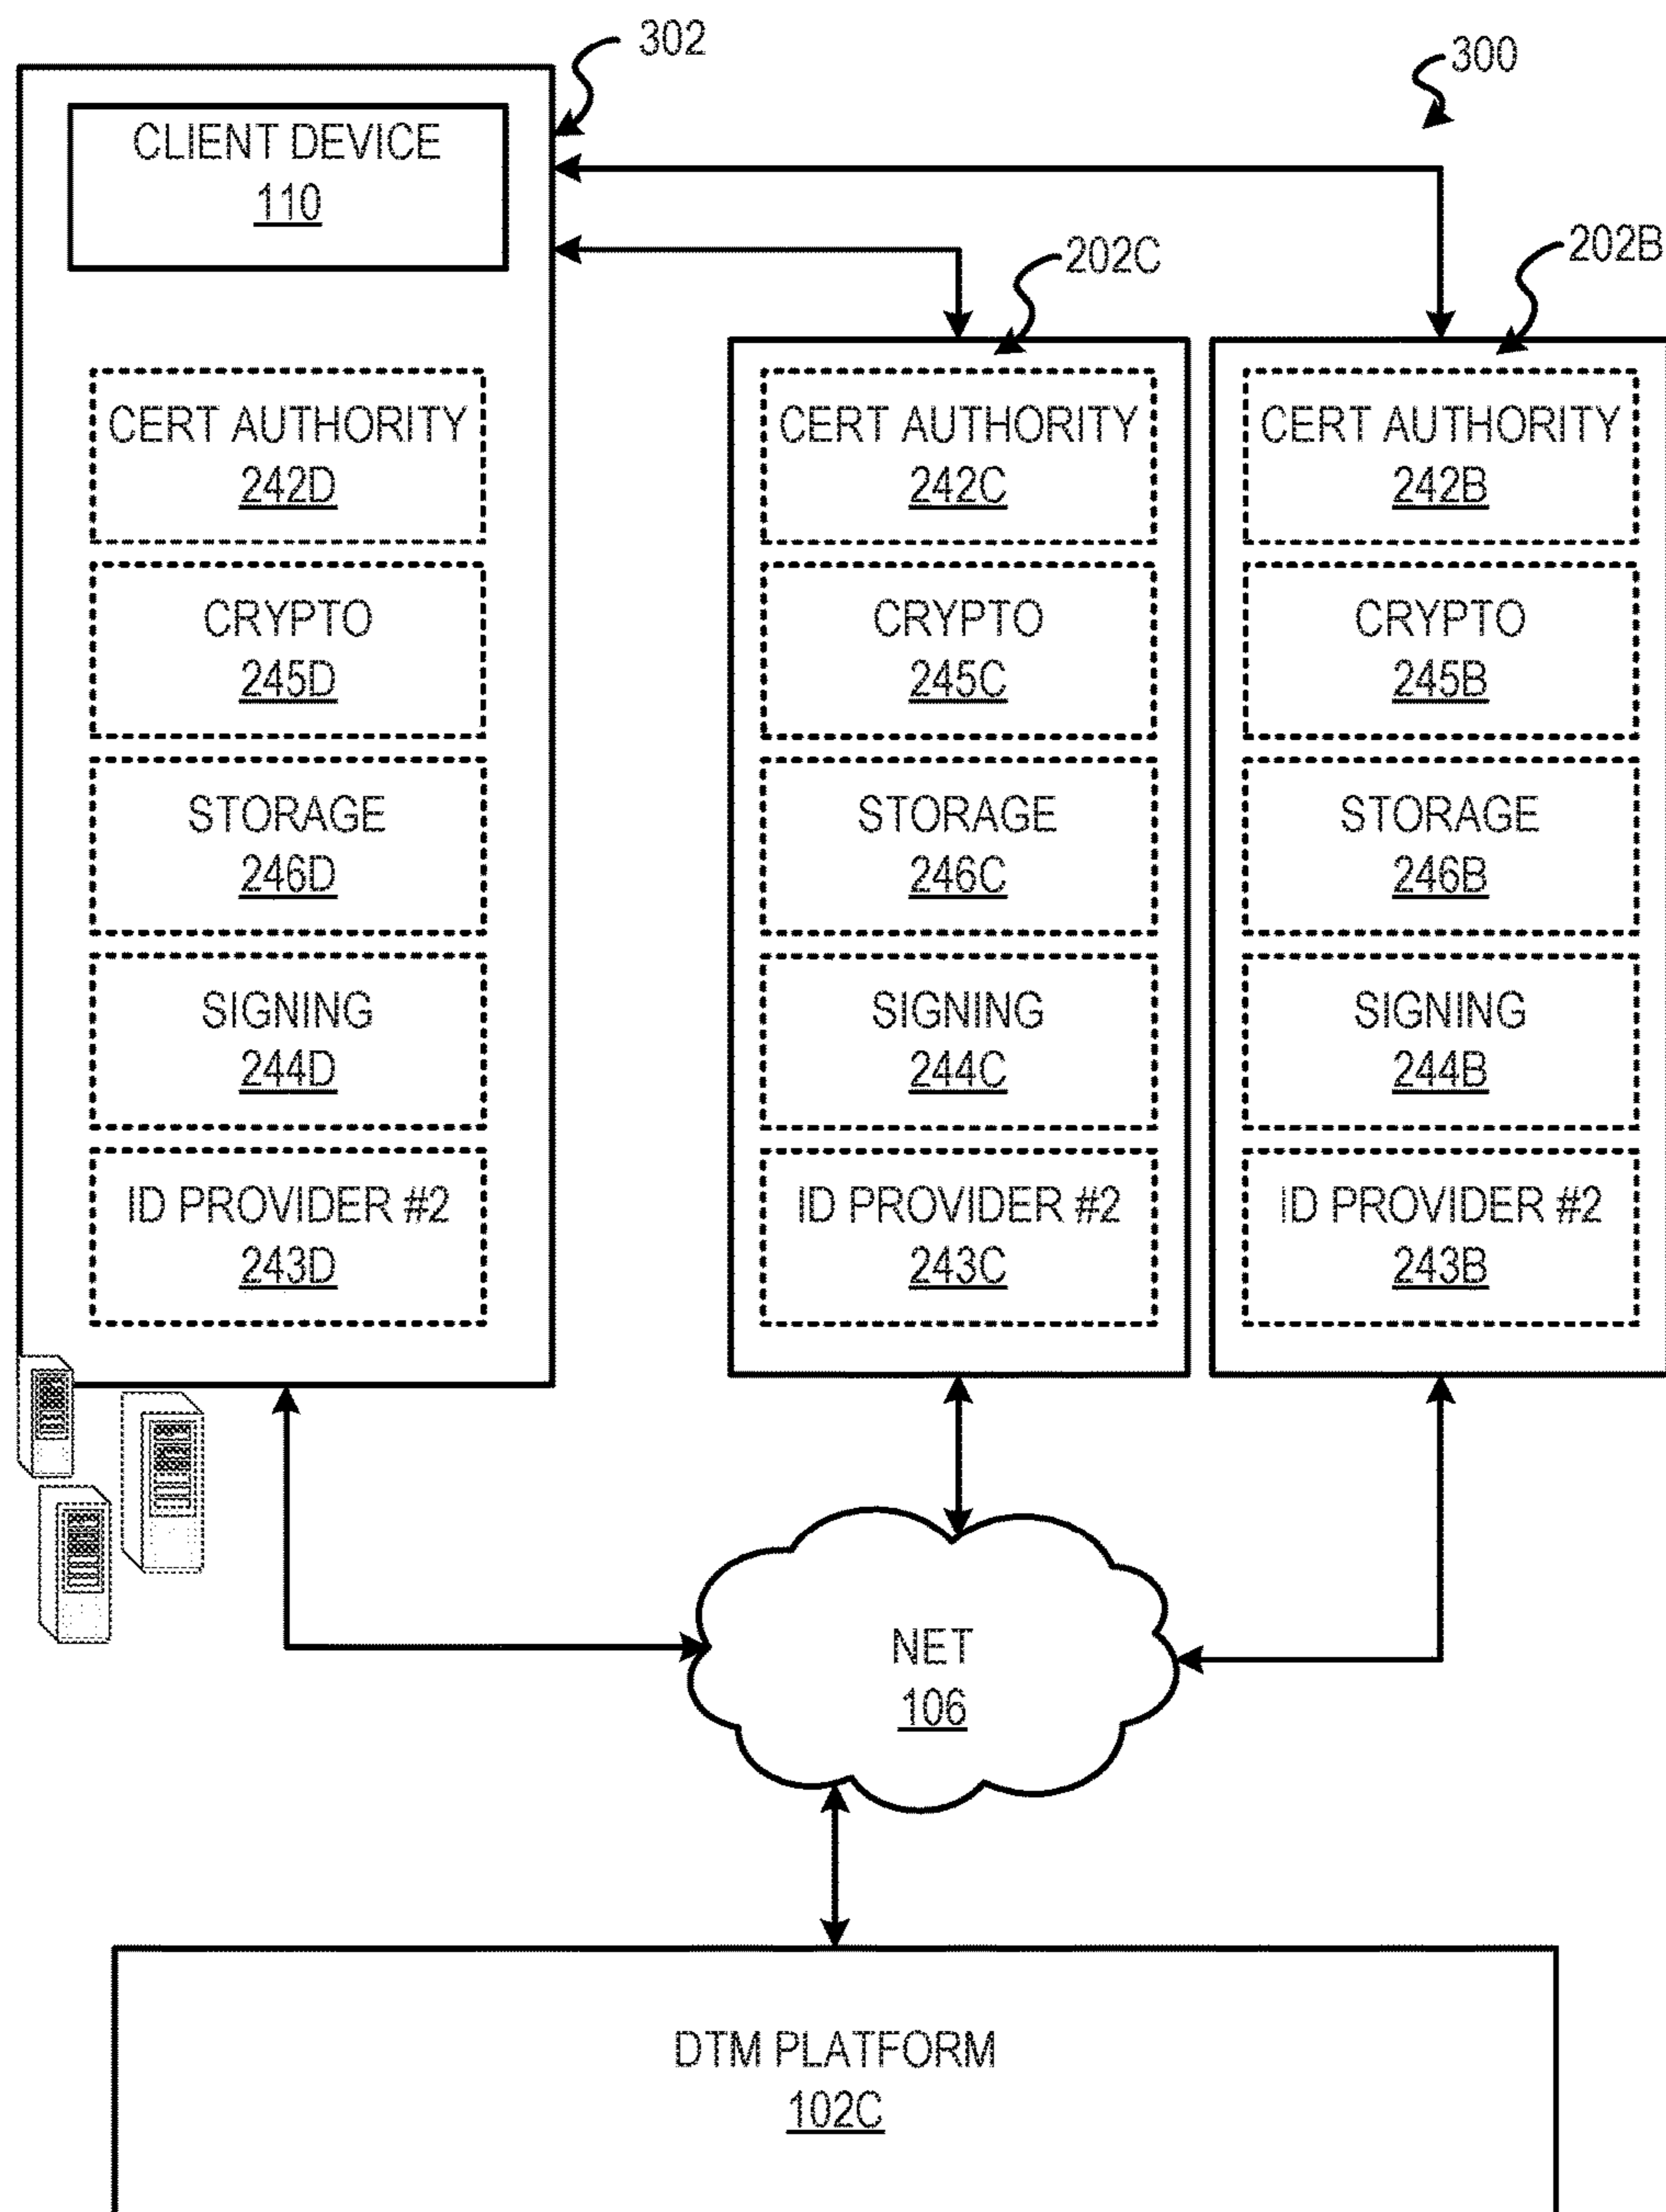 302
300
CLIENT DEVICE
110
202C
202B
CERT AUTHORITY
242D
CRYPTO
245D
STORAGE
246D
SIGNING
244D
ID PROVIDER #2
243D
CERT AUTHORITY
242C
CRYPTO
245C
STORAGE
246C
SIGNING
244C
ID PROVIDER #2
243C
CERT AUTHORITY
242B
CRYPTO
245B
STORAGE
246B
SIGNING
244B
ID PROVIDER #2
243B
NET
106
DTM PLATFORM
102C